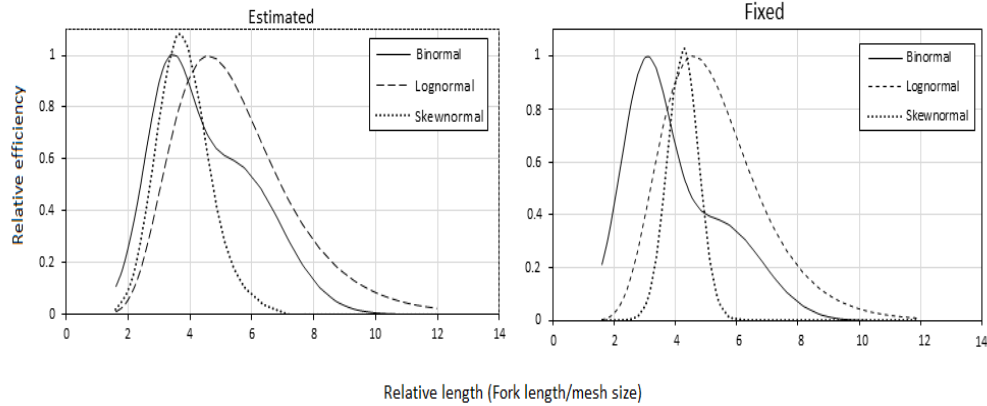 Estimated
Relative efficiency
1
0.8
0.6
0.4
0.2
0
Binormal
Lognormal
Skewnormal
0 2 4 6 8 10 12 14
Fixed
1
0.8
0.6
0.4
0.2
0
Binormal
Lognormal
Skewnormal
0 2 4 6 8 10 12 14
Relative length (Fork length/mesh size)